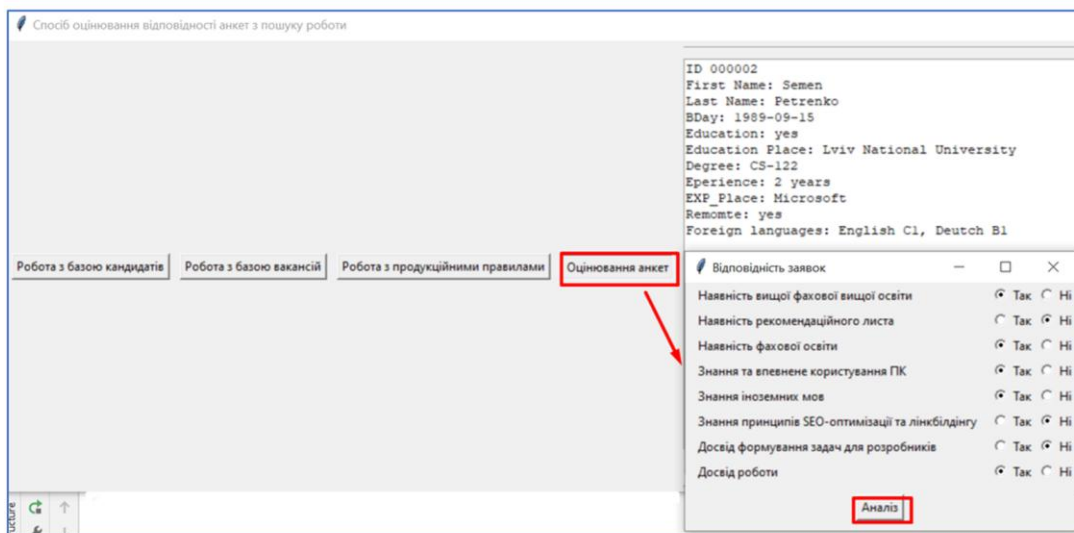 Спосіб оцінювання відповідності анкет з пошуку роботи
ID 000002
First Name: Semen
Last Name: Petrenko
BDay: 1989-09-15
Education: yes
Education Place: Lviv National University
Degree: CS-122
Eperience: 2 years
EXP_Place: Microsoft
Remomte: yes
Foreign languages: English C1, Deutch B1
Робота з базою кандидатів Робота з базою вакансій Робота з продукційними правилами Оцінювання анкет
Відповідність заявок
Наявність вищої фахової вищої освіти Так Ні
Наявність рекомендаційного листа Так Ні
Наявність фахової освіти Так Ні
Знання та впевнене користування ПК Так Ні
Знання іноземних мов Так Ні
Знання принципів SEO-оптимізації та лінкбілдінгу Так Ні
Досвід формування задач для розробників Так Ні
Досвід роботи Так Ні
Аналіз